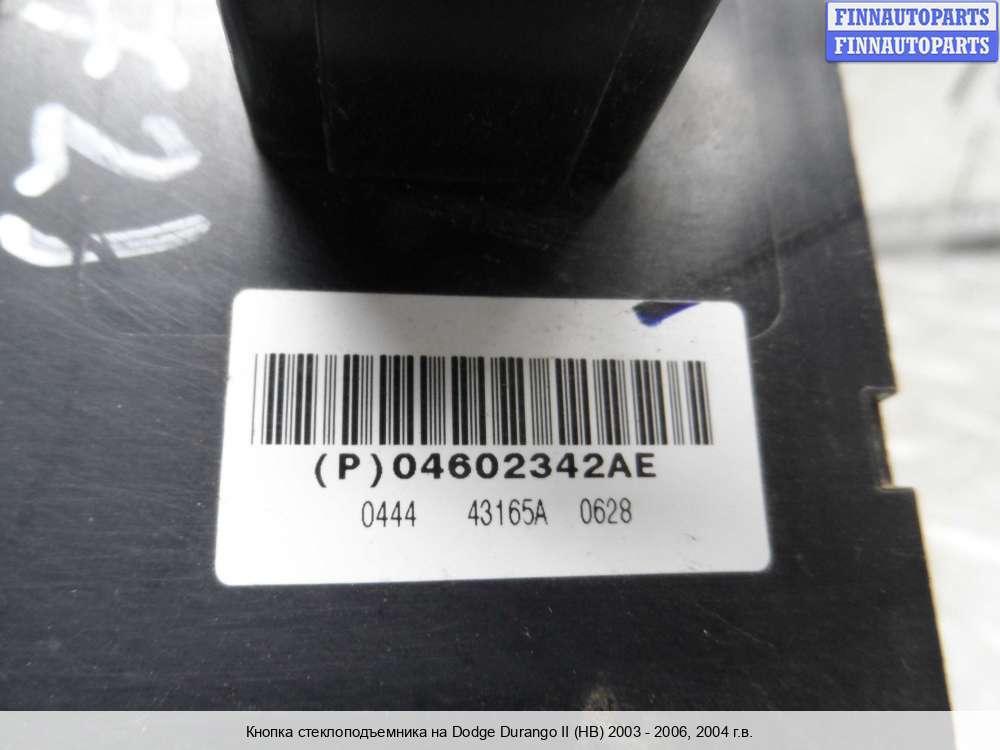 FINNAUTOPARTS
FINNAUTOPARTS
(P)04602342AE
0444 43165A 0628
Кнопка стеклоподъемника на Dodge Durango II (HB) 2003 - 2006, 2004 г.в.